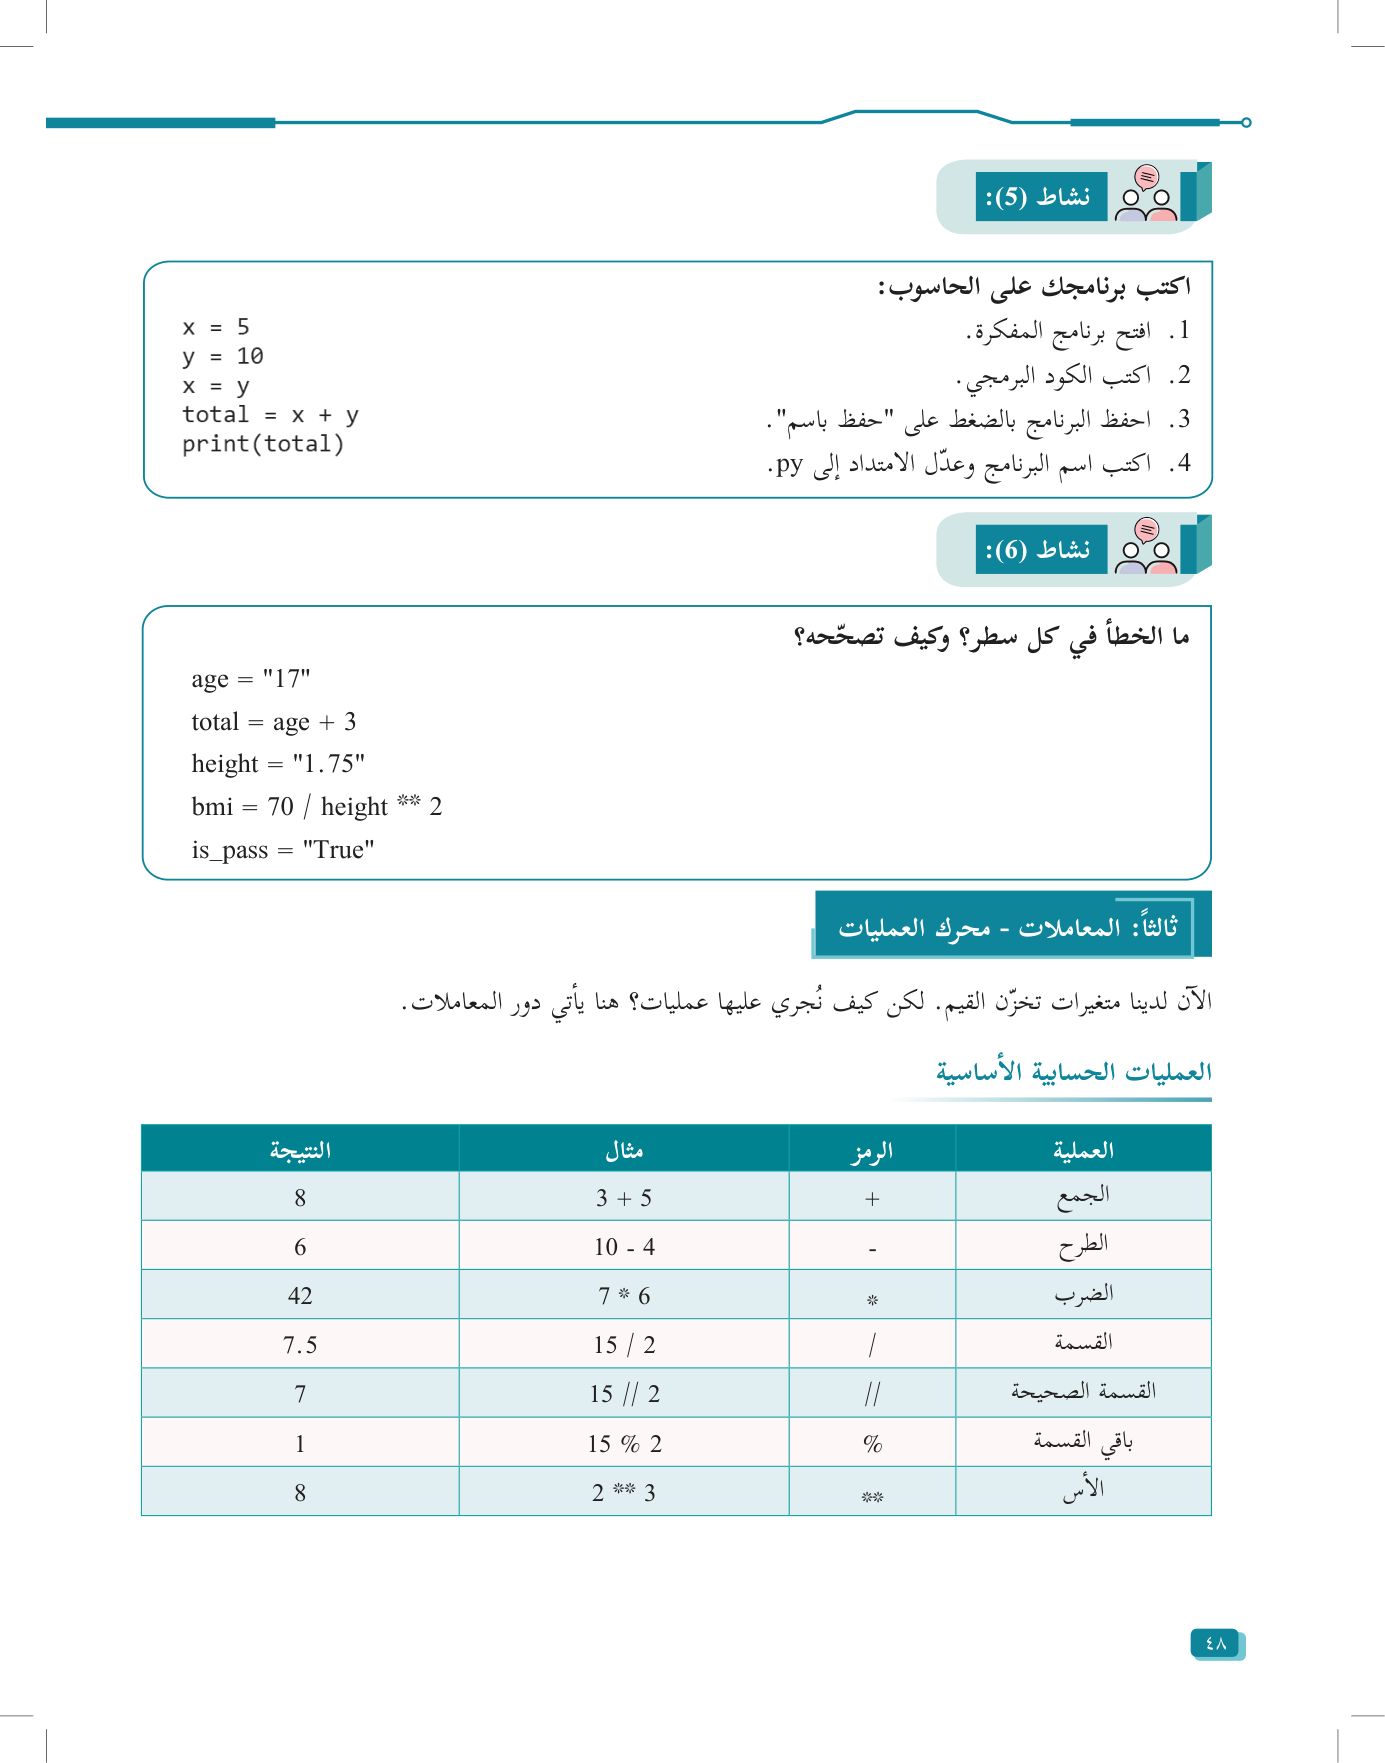 نشاط (5):
اكتب برنامجك على الحاسوب:
1. افتح برنامج المفكرة.
2. اكتب الكود البرمجي.
3. احفظ البرنامج بالضغط على "حفظ باسم".
4. اكتب اسم البرنامج وعدّل الامتداد إلى py.
x = 5
y = 10
x = y
total = x + y
print(total)
نشاط (6):
ما الخطأ في كل سطر؟ وكيف تصحّحه؟
age = "17"
total = age + 3
height = "1.75"
bmi = 70 / height ** 2
is_pass = "True"
ثالثاً: المعاملات - محرك العمليات
الآن لدينا متغيرات تخزّن القيم. لكن كيف نُجري عليها عمليات؟ هنا يأتي دور المعاملات.
العمليات الحسابية الأساسية
العملية الرمز مثال النتيجة
الجمع + 3 + 5 8
الطرح - 10 - 4 6
الضرب * 7 * 6 42
القسمة / 15 / 2 7.5
القسمة الصحيحة // 15 // 2 7
باقي القسمة % 15 % 2 1
الأس ** 2 ** 3 8
٤٨